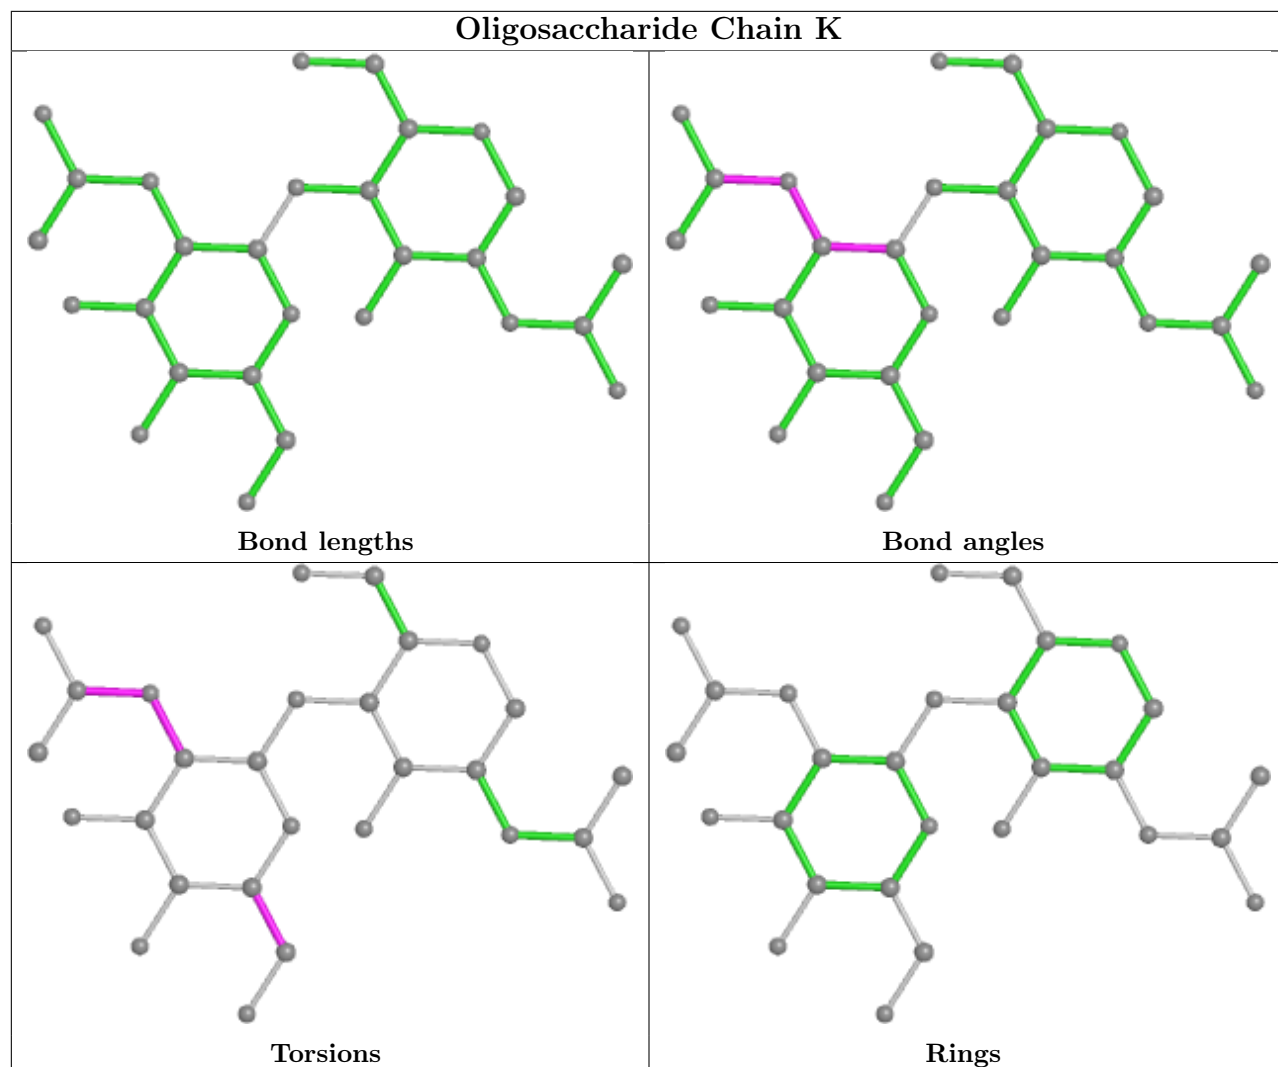 Oligosaccharide Chain K
Bond lengths
Bond angles
Torsions
Rings